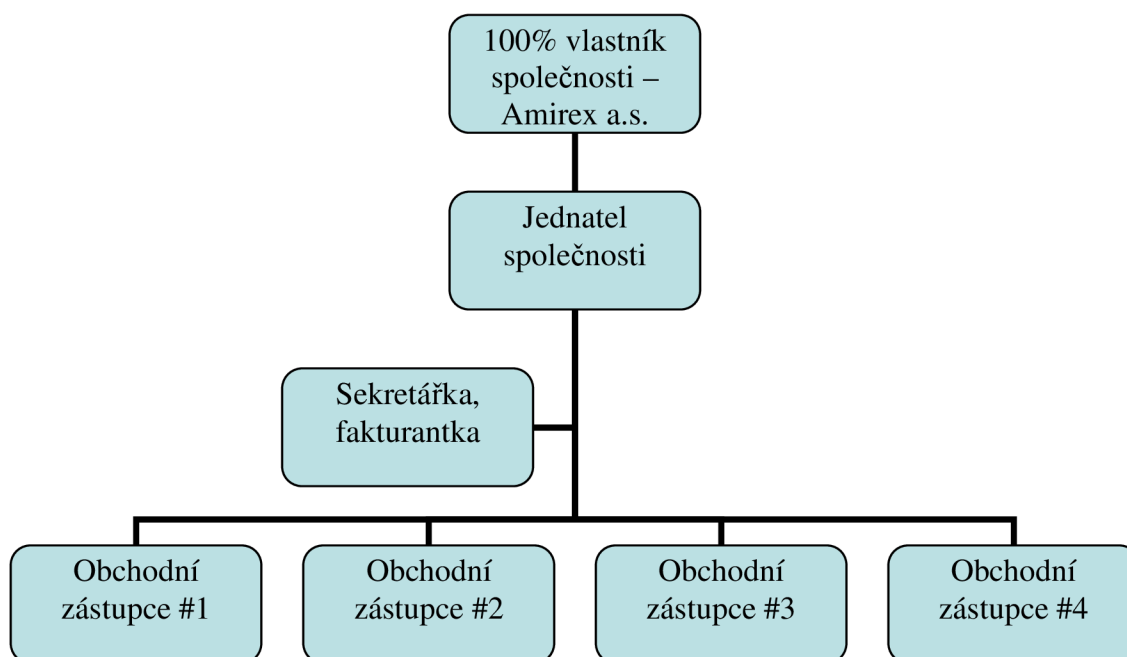 100% vlastník
společnosti –
Amirex a.s.
Jednatel
společnosti
Sekretářka,
fakturantka
Obchodní
zástupce #1
Obchodní
zástupce #2
Obchodní
zástupce #3
Obchodní
zástupce #4